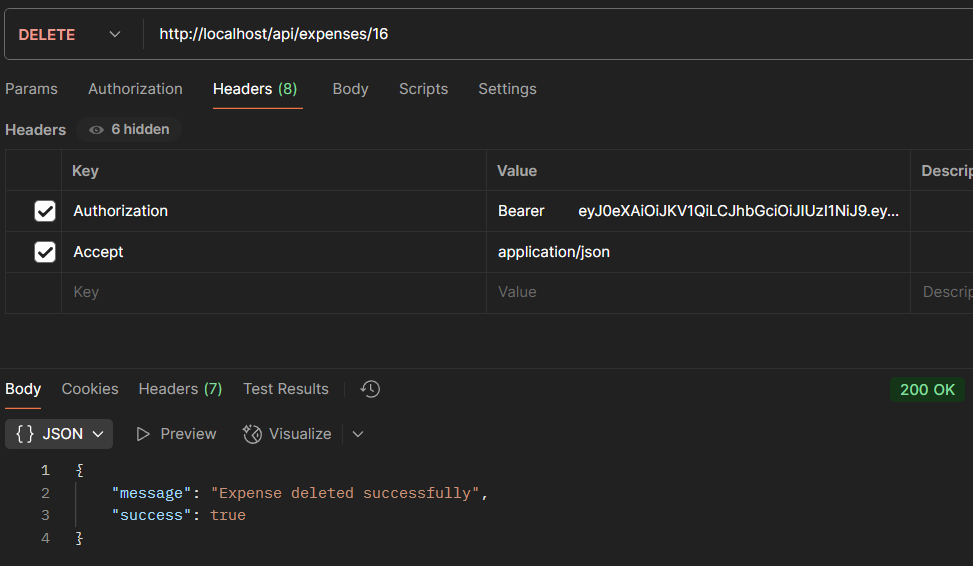 DELETE http://localhost/api/expenses/16
Params Authorization Headers (8) Body Scripts Settings
Headers 6 hidden
Key Value Descrip
Authorization Bearer eyJ0eXAiOiJKV1QiLCJhbGciOiJIUzI1NiJ9.ey...
Accept application/json
Key Value Descrip
Body Cookies Headers (7) Test Results 200 OK
{} JSON Preview Visualize
1 {
2 "message": "Expense deleted successfully",
3 "success": true
4 }